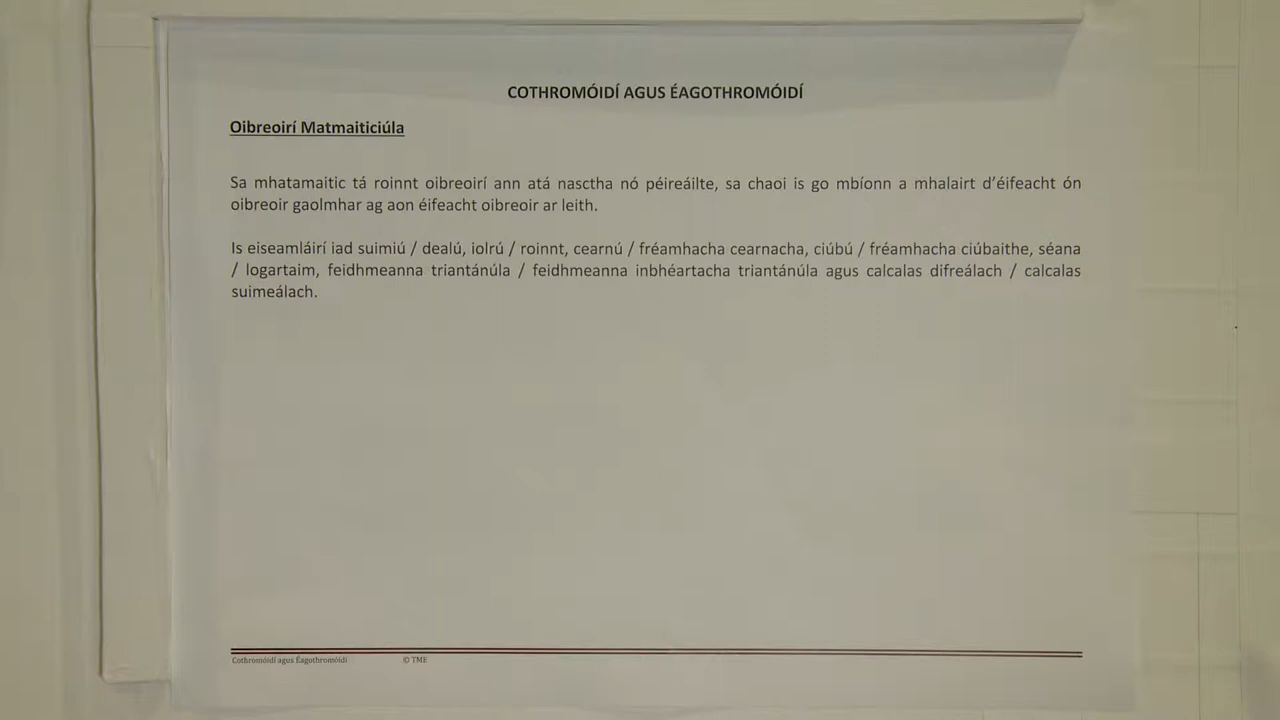 COTHROMÓIDÍ AGUS ÉAGOTHROMÓIDÍ
Oibreoirí Matmaiticiúla
Sa mhatamaitic tá roinnt oibreoirí ann atá nasctha nó péireáilte, sa chaoi is go mbíonn a mhalairt d'éifeacht ón
oibreoir gaolmhar ag aon éifeacht oibreoir ar leith.
Is eiseamláirí iad suimiú / dealú, iolrú / roinnt, cearnú / fréamhacha cearnacha, ciúbú / fréamhacha ciúbaithe, séana
/ logartaim, feidhmeanna triantánúla / feidhmeanna inbhéartacha triantánúla agus calcalas difreálach / calcalas
suimeálach.
Cothromóidí agus Éagothromóidí © TME